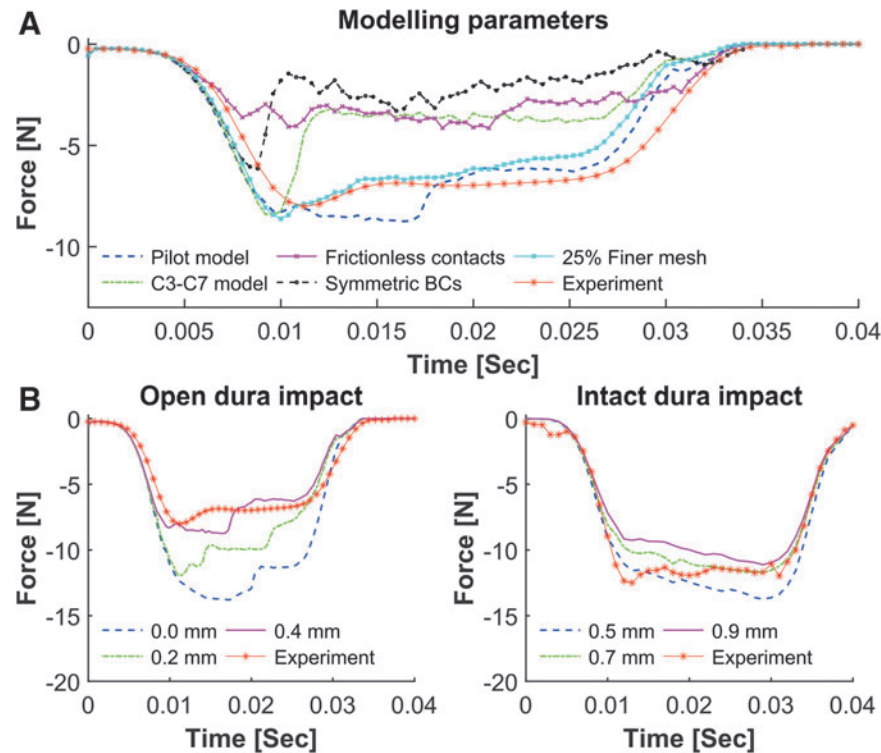 A
Modelling parameters
0
-5
-10
Force [N]
Pilot model
Frictionless contacts
25% Finer mesh
C3-C7 model
Symmetric BCs
Experiment
0 0.005 0.01 0.015 0.02 0.025 0.03 0.035 0.04
Time [Sec]
B
Open dura impact
0
-5
-10
-15
-20
Force [N]
0.0 mm
0.4 mm
0.2 mm
Experiment
0 0.01 0.02 0.03 0.04
Time [Sec]
Intact dura impact
0
-5
-10
-15
-20
Force [N]
0.5 mm
0.9 mm
0.7 mm
Experiment
0 0.01 0.02 0.03 0.04
Time [Sec]